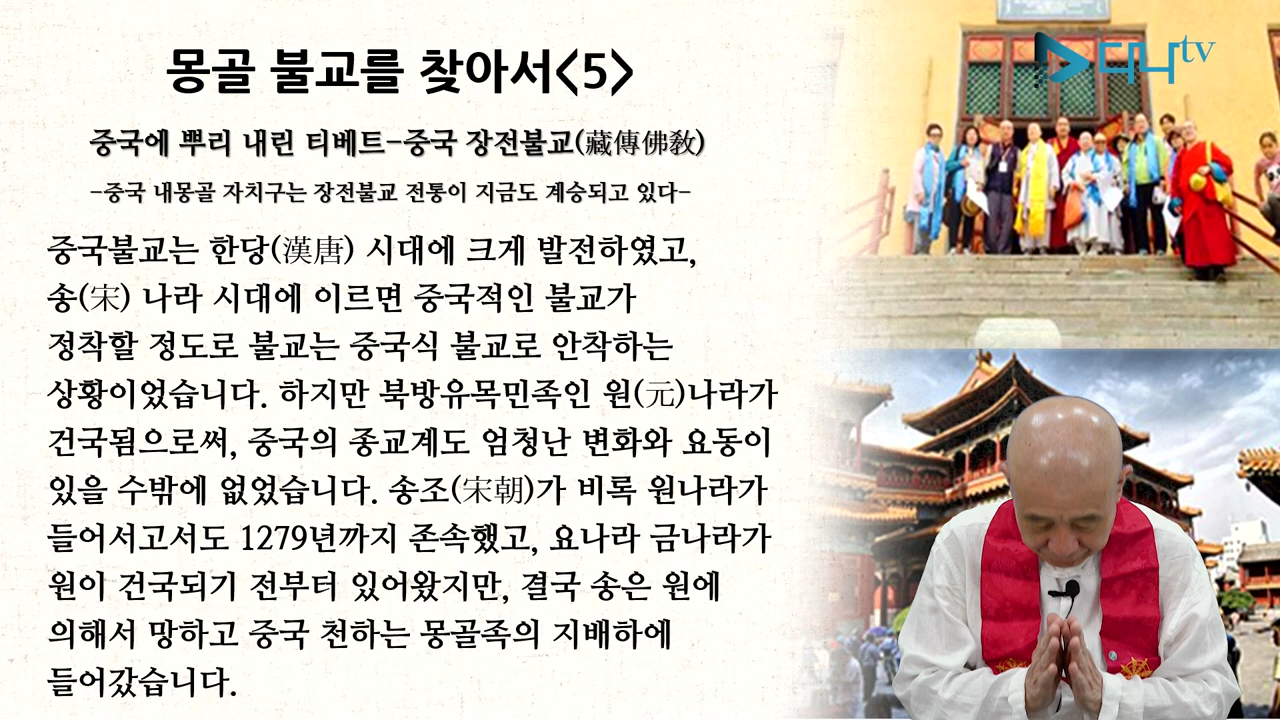 몽골 불교를 찾아서<5>
중국에 뿌리 내린 티베트-중국 장전불교(藏傳佛敎)
-중국 내몽골 자치구는 장전불교 전통이 지금도 계승되고 있다-
중국불교는 한당(漢唐) 시대에 크게 발전하였고,
송(宋) 나라 시대에 이르면 중국적인 불교가
정착할 정도로 불교는 중국식 불교로 안착하는
상황이었습니다. 하지만 북방유목민족인 원(元)나라가
건국됨으로써, 중국의 종교계도 엄청난 변화와 요동이
있을 수밖에 없었습니다. 송조(宋朝)가 비록 원나라가
들어서고서도 1279년까지 존속했고, 요나라 금나라가
원이 건국되기 전부터 있어왔지만, 결국 송은 원에
의해서 망하고 중국 천하는 몽골족의 지배하에
들어갔습니다.
tv